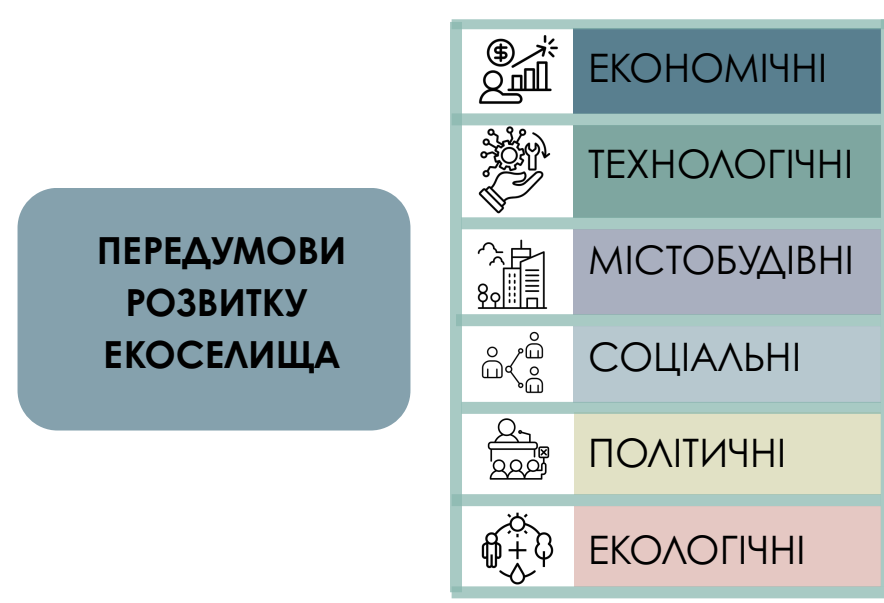 ПЕРЕДУМОВИ
РОЗВИТКУ
ЕКОСЕЛИЩА
ЕКОНОМІЧНІ
ТЕХНОЛОГІЧНІ
МІСТОБУДІВНІ
СОЦІАЛЬНІ
ПОЛІТИЧНІ
ЕКОЛОГІЧНІ